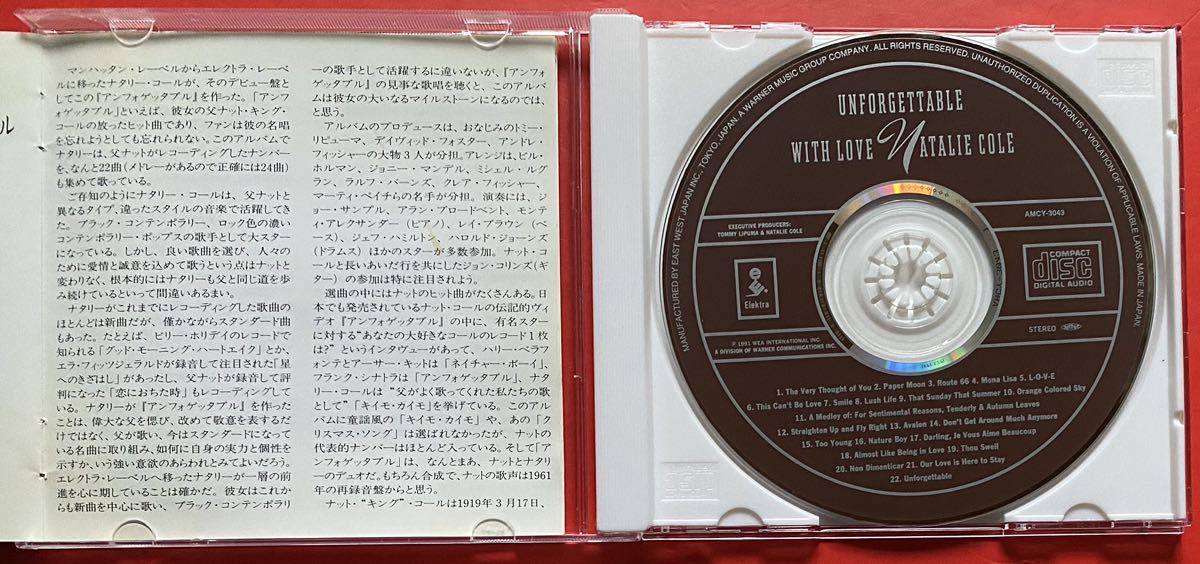 ル
マンハッタン・レーベルからエレクトラ・レーベ
ルに移ったナタリー・コールが、そのデビュー盤と
してこの『アンフォゲッタブル』を作った。「アンフ
ォゲッタブル」といえば、彼女の父ナット・キング・
コールの放ったヒット曲であり、ファンは彼の名唱
を忘れようとしても忘れられない。このアルバムで
ナタリーは、父ナットがレコーディングしたナンバー
を、なんと22曲(メドレーがあるので正確には24曲)
も集めて歌っている。
ご存知のようにナタリー・コールは、父ナットと
異なるタイプ、違ったスタイルの音楽で活躍してき
た。ブラック・コンテンポラリー、ロック色の濃い
コンテンポラリー・ポップスの歌手として大スター
になっている。しかし、良い歌曲を選び、人々の
ために愛情と誠意を込めて歌うという点はナットと
変わりなく、根本的にはナタリーも父と同じ道を歩
み続けているといって間違いあるまい。
ナタリーがこれまでにレコーディングした歌曲の
ほとんどは新曲だが、僅かながらスタンダード曲
もあった。たとえば、ビリー・ホリデイのレコードで
知られる「グッド・モーニング・ハートエイク」とか、
エラ・フィッツジェラルドが録音して注目された「星
へのきざはし」があったし、父ナットが録音して評
判になった「恋におちた時」もレコーディングして
いる。ナタリーが『アンフォゲッタブル』を作った
ことは、偉大な父を偲び、改めて敬意を表するだけ
ではなく、父が歌い、今はスタンダードになって
いる名曲に取り組み、如何に自身の実力と個性を
示すか、いう強い意欲のあらわれとみてよいだろう。
エレクトラ・レーベルへ移ったナタリーが一層の前
進を心に期していることは確かだ。彼女はこれか
らも新曲を中心に歌い、ブラック・コンテンポラリ
ーの歌手として活躍するに違いないが、『アンフォ
ゲッタブル』の見事な歌唱を聴くと、このアルバ
ムは彼女の大いなるマイルストーンになるのでは、
と思う。
アルバムのプロデュースは、おなじみのトミー・
リピューマ、デイヴィッド・フォスター、アンドレ・
フィッシャーの大物3人が分担。アレンジは、ビル・
ホルマン、ジョニー・マンデル、ミシェル・ルグ
ラン、ラルフ・バーンズ、クレア・フィッシャー、
マーティ・ペイチらの名手が分担。演奏には、ジ
ョー・サンプル、アラン・ブロードベント、モンテ
ィ・アレクサンダー(ピアノ)、レイ・ブラウン(ベ
ース)、ジェフ・ハミルトン、ハロルド・ジョーンズ
(ドラムス)ほかのスターが多数参加。ナット・コ
ールと長いあいだ行を共にしたジョン・コリンズ(ギ
ター)の参加は特に注目されよう。
選曲の中にはナットのヒット曲がたくさんある。日
本でも発売されているナット・コールの伝記的ヴィ
デオ『アンフォゲッタブル』の中に、有名スター
に対する“あなたの大好きなコールのレコード1枚
は?”というインタヴューがあって、ハリー・ベラフ
ォンテとアーサー・キットは「ネイチャー・ボーイ」、
フランク・シナトラは「アンフォゲッタブル」、ナタ
リー・コールは“父がよく歌ってくれた私たちの歌
として”「キイモ・カイモ」を挙げている。このアル
バムに童謡風の「キイモ・カイモ」や、あの「ク
リスマス・ソング」は選ばれなかったが、ナットの
代表的ナンバーはほとんど入っている。そして「ア
ンフォゲッタブル」は、なんとまあ、ナットとナタリ
ーのデュオだ。もちろん合成で、ナットの歌声は1961
年の再録音盤からと思う。
ナット・“キング”・コールは1919年3月17日、
MANUFACTURED BY EAST WEST JAPAN INC., TOKYO, JAPAN. A WARNER MUSIC GROUP COMPANY. ALL RIGHTS RESERVED. UNAUTHORIZED DUPLICATION IS A VIOLATION OF APPLICABLE LAWS. MADE IN JAPAN.
UNFORGETTABLE
WITH LOVE NATALIE COLE
EXECUTIVE PRODUCERS:
TOMMY LIPUMA & NATALIE COLE
AMCY-3043
e
Elektra
COMPACT
disc
DIGITAL AUDIO
STEREO
℗ 1991 WEA INTERNATIONAL INC.
A DIVISION OF WARNER COMMUNICATIONS INC.
1. The Very Thought of You 2. Paper Moon 3. Route 66 4. Mona Lisa 5. L-O-V-E
6. This Can't Be Love 7. Smile 8. Lush Life 9. That Sunday That Summer 10. Orange Colored Sky
11. A Medley of: For Sentimental Reasons, Tenderly & Autumn Leaves
12. Straighten Up and Fly Right 13. Avalon 14. Don't Get Around Much Anymore
15. Too Young 16. Nature Boy 17. Darling, Je Vous Aime Beaucoup
18. Almost Like Being in Love 19. Thou Swell
20. Non Dimenticar 21. Our Love is Here to Stay
22. Unforgettable